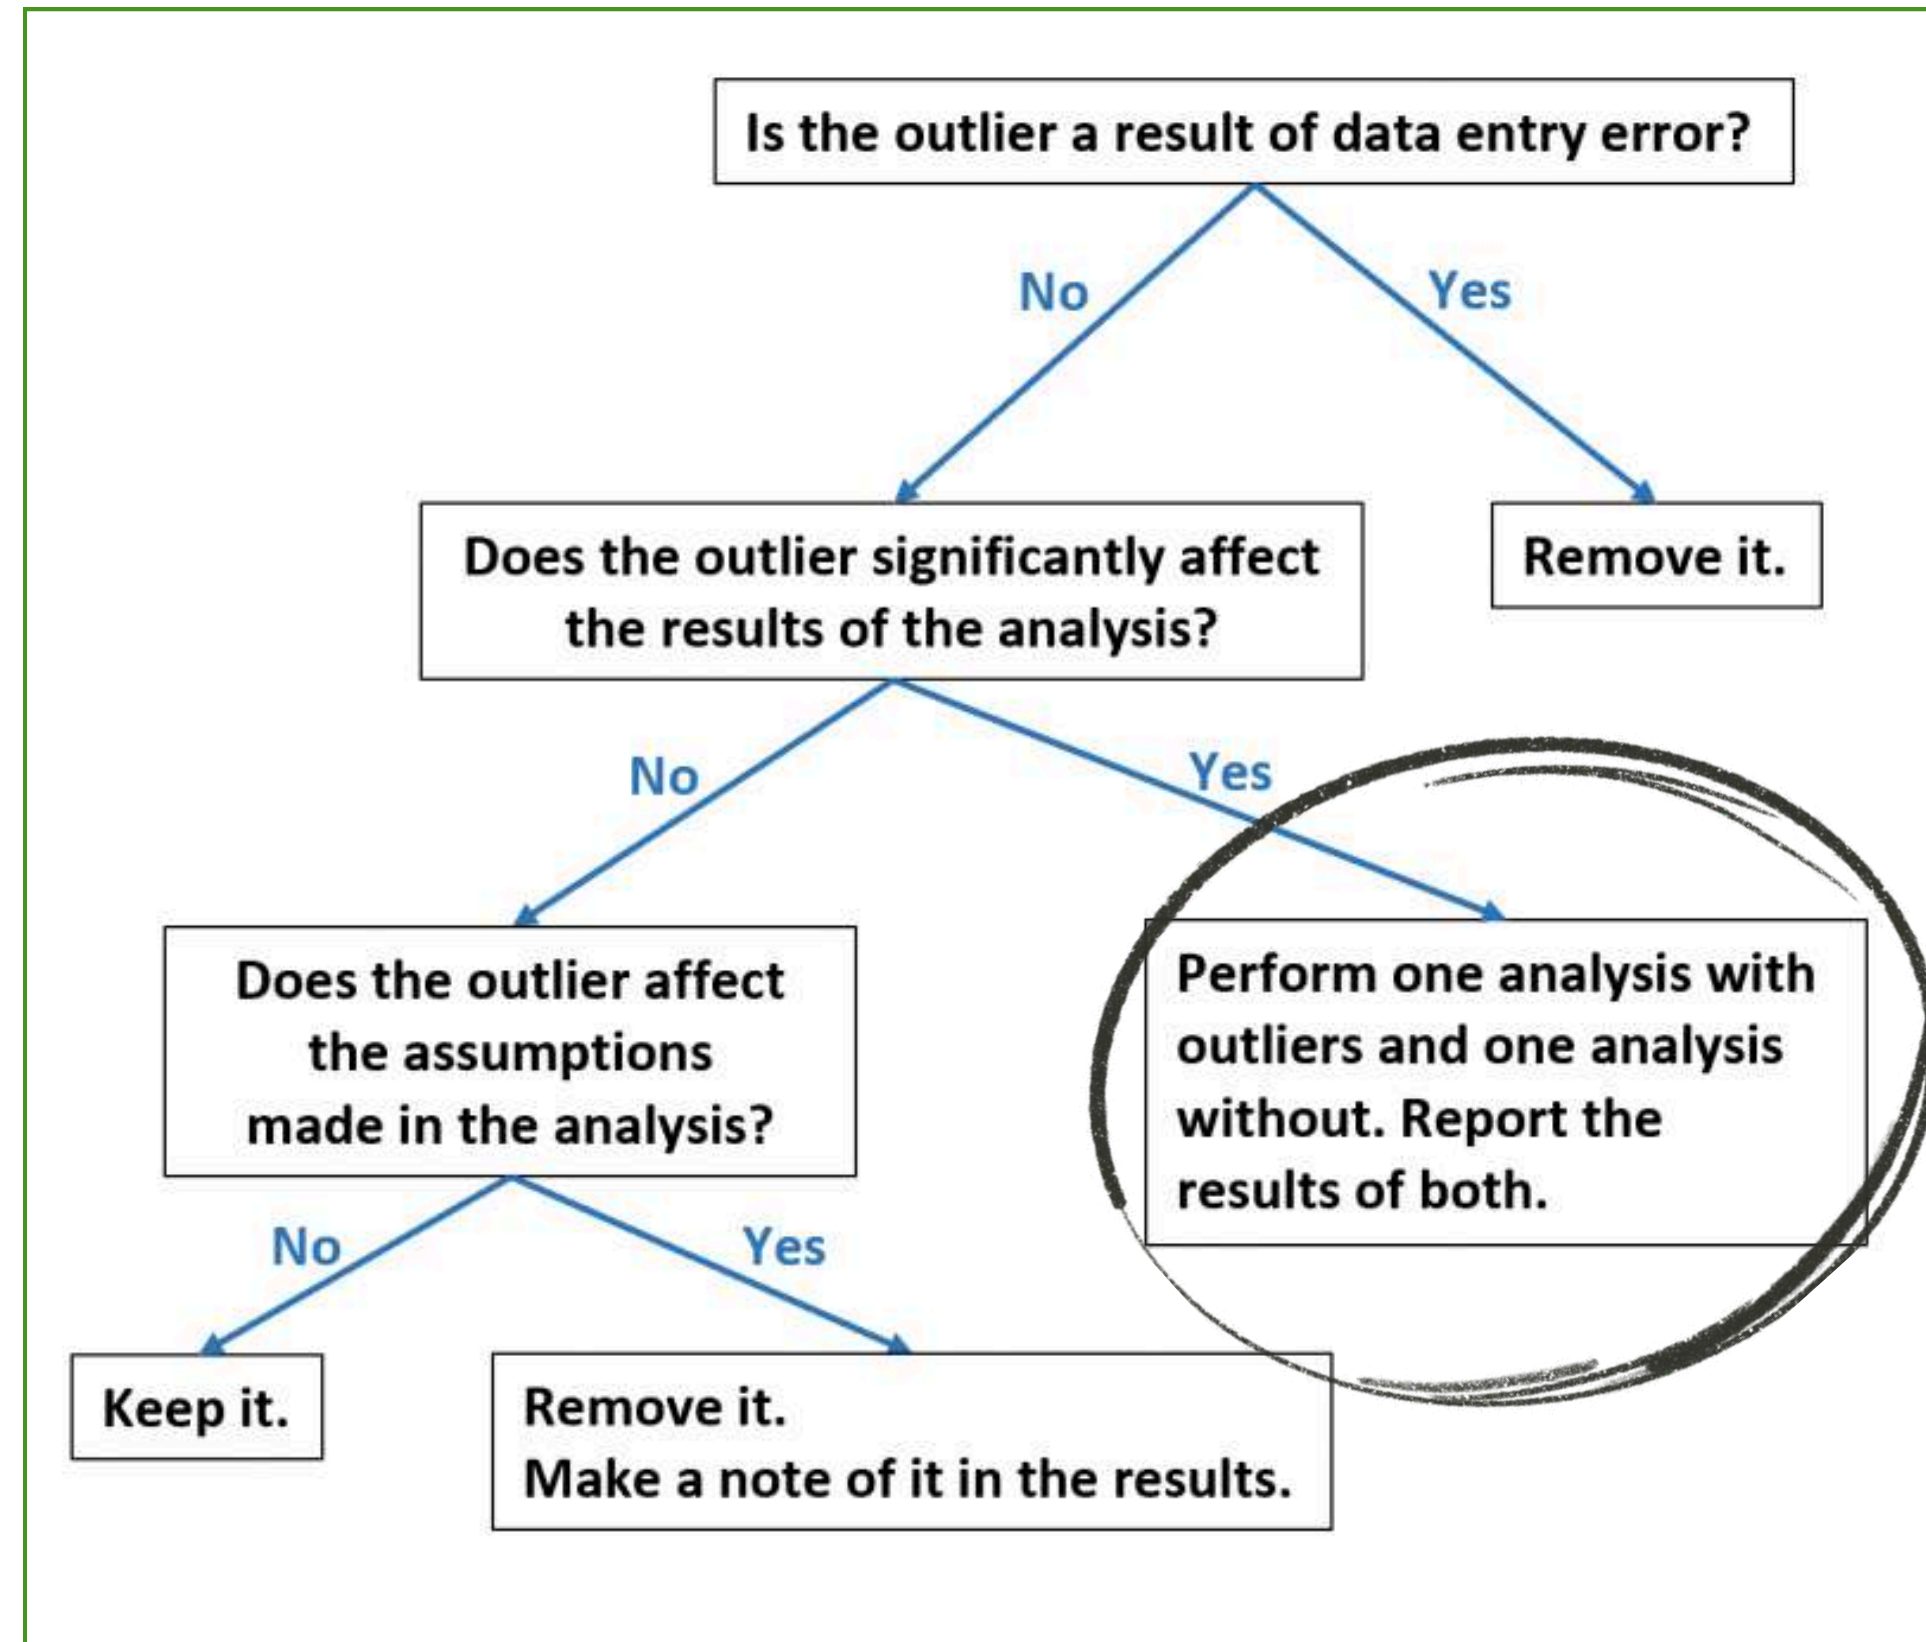 Is the outlier a result of data entry error?
No
Yes
Does the outlier significantly affect
the results of the analysis?
Remove it.
No
Yes
Does the outlier affect
the assumptions
made in the analysis?
Perform one analysis with
outliers and one analysis
without. Report the
results of both.
No
Yes
Keep it.
Remove it.
Make a note of it in the results.